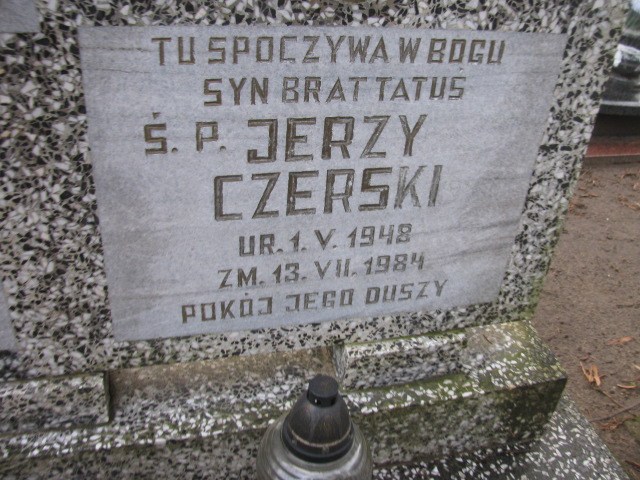 TU SPOCZYWA W BOGU
SYN BRAT TATUŚ
Ś. P. JERZY
CZERSKI
UR. 1. V. 1948
ZM. 13. VII. 1984
POKÓJ JEGO DUSZY